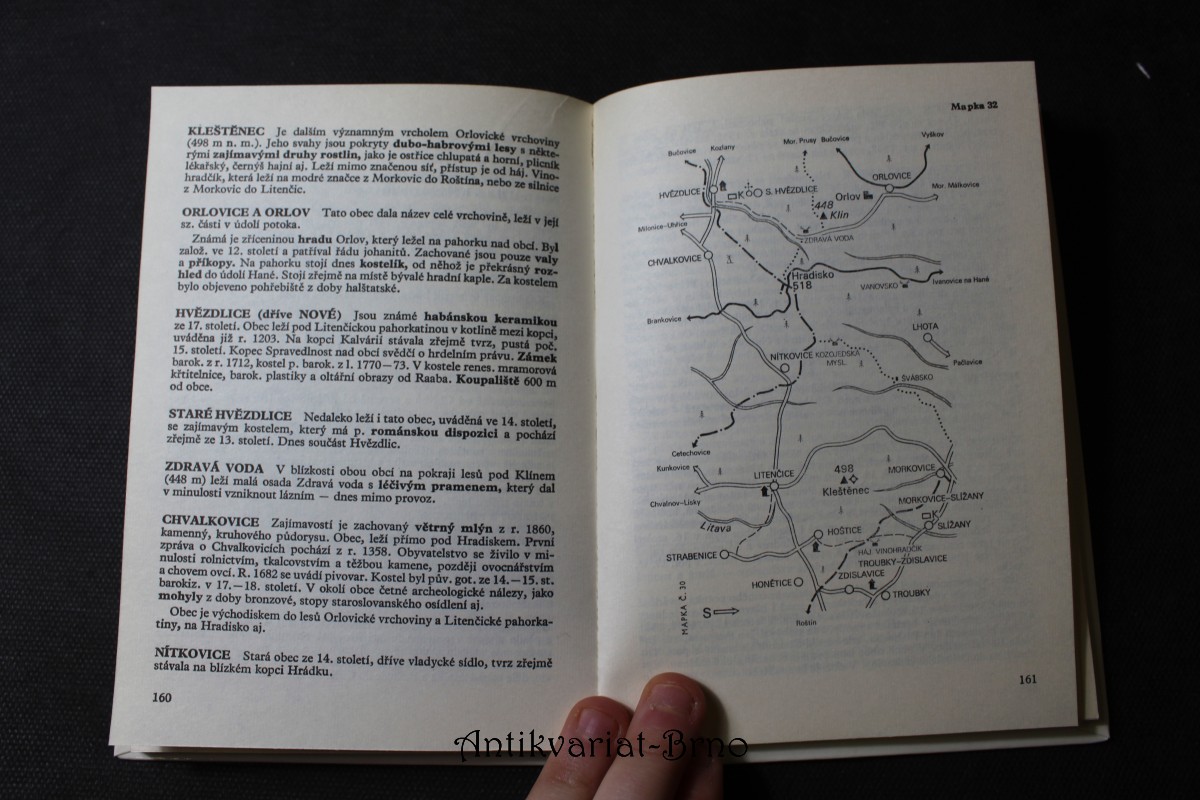 KLEŠTĚNEC Je dalším významným vrcholem Orlovické vrchoviny
(498 m n. m.). Jeho svahy jsou pokryty dubo-habrovými lesy s někte-
rými zajímavými druhy rostlin, jako je ostřice chlupatá a horní, plicník
lékařský, černýš hajní aj. Leží mimo značenou síť, přístup je od háj. Vino-
hradčík, která leží na modré značce z Morkovic do Roštína, nebo ze silnice
z Morkovic do Litenčic.
ORLOVICE A ORLOV Tato obec dala název celé vrchovině, leží v její
sz. části v údolí potoka.
Známá je zříceninou hradu Orlov, který ležel na pahorku nad obcí. Byl
založ. ve 12. století a patříval řádu johanitů. Zachované jsou pouze valy
a příkopy. Na pahorku stojí dnes kostelík, od něhož je překrásný roz-
hled do údolí Hané. Stojí zřejmě na místě bývalé hradní kaple. Za kostelem
bylo objeveno pohřebiště z doby halštatské.
HVĚZDLICE (dříve NOVÉ) Jsou známé habánskou keramikou
ze 17. století. Obec leží pod Litenčickou pahorkatinou v kotlině mezi kopci,
uváděna již r. 1203. Na kopci Kalvárií stávala zřejmě tvrz, pustá poč.
15. století. Kopec Spravedlnost nad obcí svědčí o hrdelním právu. Zámek
barok. z r. 1712, kostel p. barok. z l. 1770—73. V kostele renes. mramorová
křtitelnice, barok. plastiky a oltářní obrazy od Raaba. Koupaliště 600 m
od obce.
STARÉ HVĚZDLICE Nedaleko leží i tato obec, uváděná ve 14. století,
se zajímavým kostelem, který má p. románskou dispozici a pochází
zřejmě ze 13. století. Dnes součást Hvězdlic.
ZDRAVÁ VODA V blízkosti obou obcí na pokraji lesů pod Klínem
(448 m) leží malá osada Zdravá voda s léčivým pramenem, který dal
v minulosti vzniknout lázním — dnes mimo provoz.
CHVALKOVICE Zajímavostí je zachovaný větrný mlýn z r. 1860,
kamenný, kruhového půdorysu. Obec, leží přímo pod Hradiskem. První
zpráva o Chvalkovicích pochází z r. 1358. Obyvatelstvo se živilo v mi-
nulosti rolnictvím, tkalcovstvím a těžbou kamene, později ovocnářstvím
a chovem ovcí. R. 1682 se uvádí pivovar. Kostel byl pův. got. ze 14.—15. st.
barokiz. v 17.—18. století. V okolí obce četné archeologické nálezy, jako
mohyly z doby bronzové, stopy staroslovanského osídlení aj.
Obec je východiskem do lesů Orlovické vrchoviny a Litenčické pahorka-
tiny, na Hradisko aj.
NÍTKOVICE Stará obec ze 14. století, dříve vladycké sídlo, tvrz zřejmě
stávala na blízkém kopci Hrádku.
160
Mapka 32
Bučovice
Kozlany
Mor. Prusy
Bučovice
Vyškov
HVĚZDLICE
K
S. HVĚZDLICE
Orlov
ORLOVICE
Mor. Málkovice
448
Klín
Milonice-Uhřice
ZDRAVÁ VODA
CHVALKOVICE
Hradisko
518
VANOVSKO
Ivanovice na Hané
Brankovice
LHOTA
NÍTKOVICE
KOZOJEDSKÁ
MYSL.
Pačlavice
ŠVÁBSKO
Cetechovice
Kunkovice
LITENČICE
498
Kleštěnec
MORKOVICE
Chvalnov-Lísky
MORKOVICE-SLÍŽANY
K
Litava
SLÍŽANY
HOŠTICE
STRABENICE
HÁJ. VINOHRADČÍK
TROUBKY-ZDISLAVICE
HONĚTICE
ZDISLAVICE
TROUBKY
MAPKA Č. 30
S
Roštín
161
Antikvariat-Brno